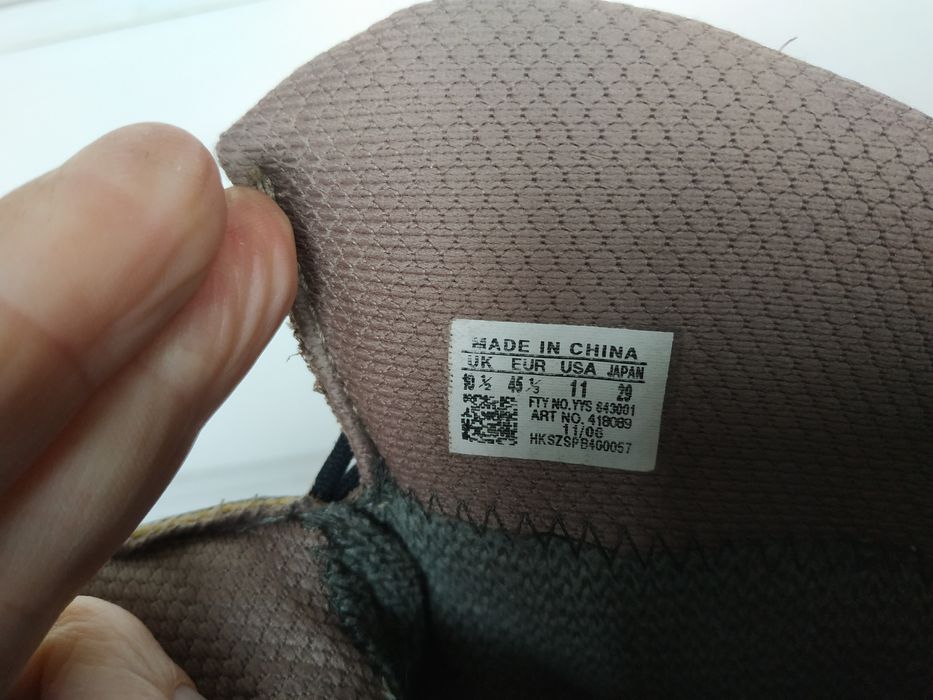 MADE IN CHINA
UK EUR USA JAPAN
10 ½ 45 ⅓ 11 29
FTY NO. YYS 643001
ART NO. 418089
11/06
HKSZSPB400057